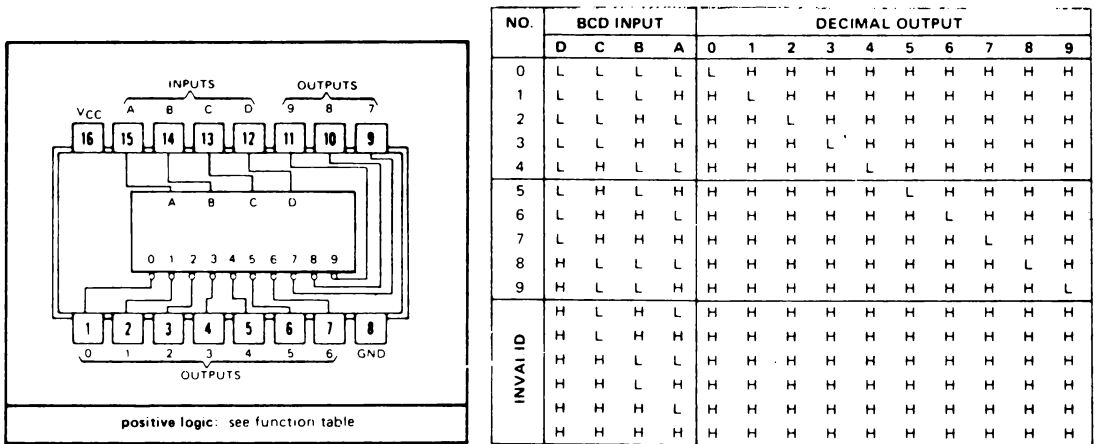 INPUTS OUTPUTS
VCC A B C D 9 8 7
16 15 14 13 12 11 10 9
A B C D
0 1 2 3 4 5 6 7 8 9
1 2 3 4 5 6 7 8
0 1 2 3 4 5 6 GND
OUTPUTS
positive logic: see function table
NO. BCD INPUT DECIMAL OUTPUT
D C B A 0 1 2 3 4 5 6 7 8 9
0 L L L L L H H H H H H H H H
1 L L L H H L H H H H H H H H
2 L L H L H H L H H H H H H H
3 L L H H H H H L H H H H H H
4 L H L L H H H H L H H H H H
5 L H L H H H H H H L H H H H
6 L H H L H H H H H H L H H H
7 L H H H H H H H H H H L H H
8 H L L L H H H H H H H H L H
9 H L L H H H H H H H H H H L
INVALID
H L H L H H H H H H H H H H
H L H H H H H H H H H H H H
H H L L H H H H H H H H H H
H H L H H H H H H H H H H H
H H H L H H H H H H H H H H
H H H H H H H H H H H H H H